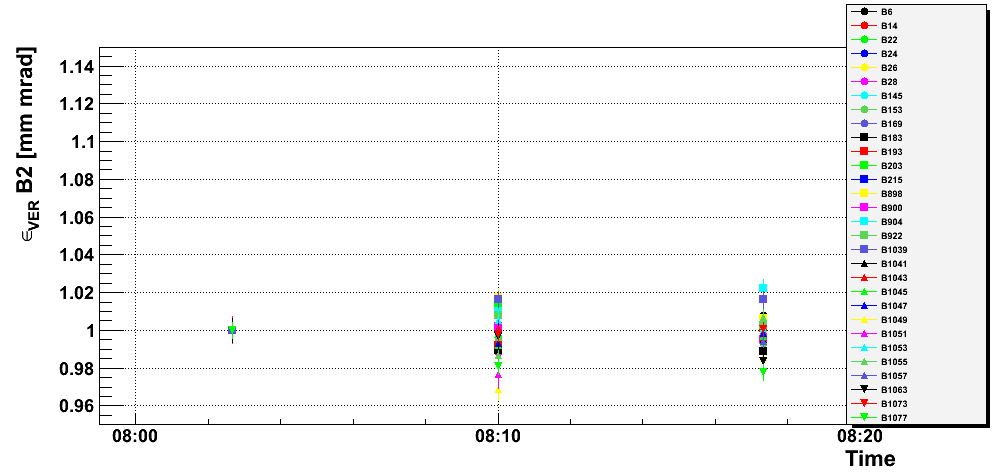 B6
B14
B22
B24
B26
B28
B145
B153
B169
B183
B193
B203
B215
B898
B900
B904
B922
B1039
B1041
B1043
B1045
B1047
B1049
B1051
B1053
B1055
B1057
B1063
B1073
B1077
ϵVER B2 [mm mrad]
1.14
1.12
1.1
1.08
1.06
1.04
1.02
1
0.98
0.96
08:00 08:10 08:20
Time